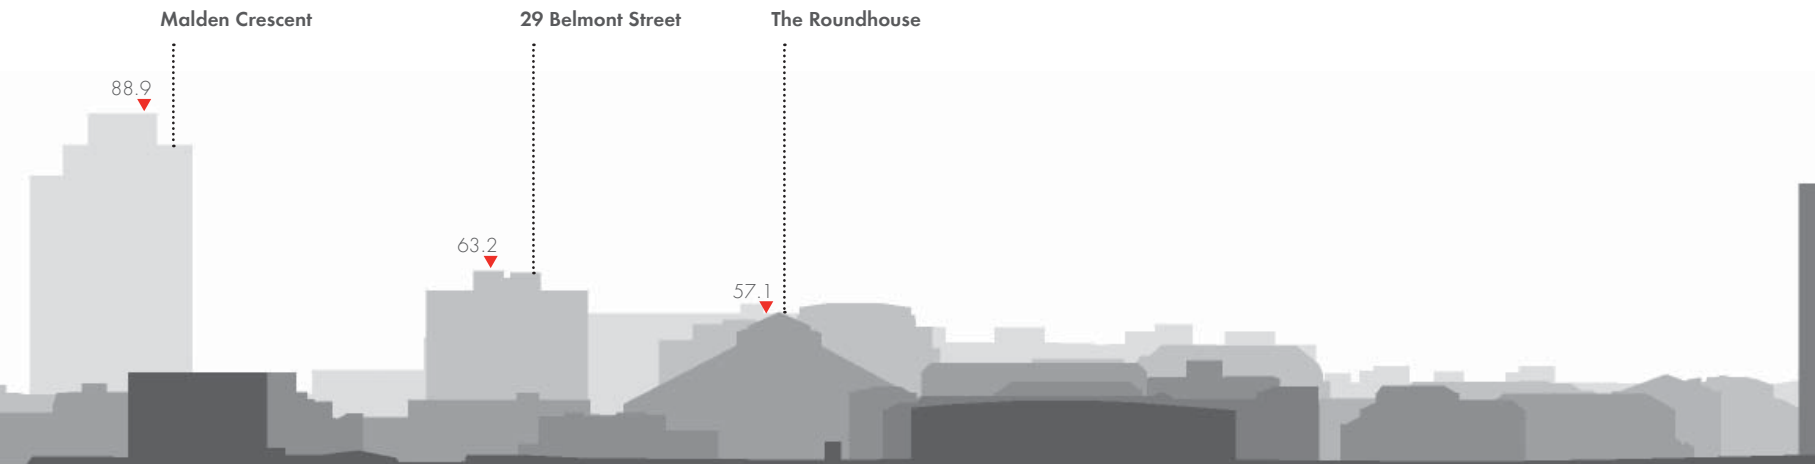 Malden Crescent
29 Belmont Street
The Roundhouse
88.9
63.2
57.1